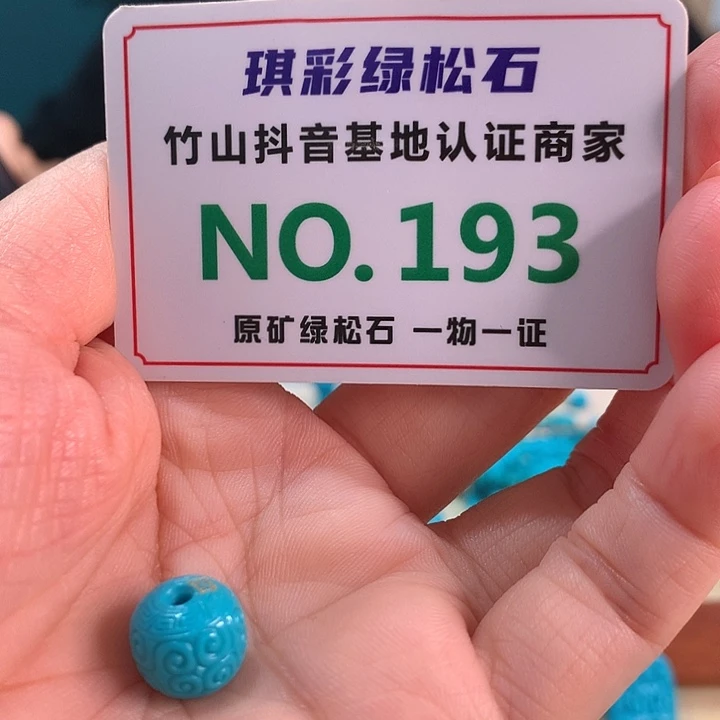 琪彩绿松石
竹山抖音基地认证商家
NO.193
原矿绿松石 一物一证